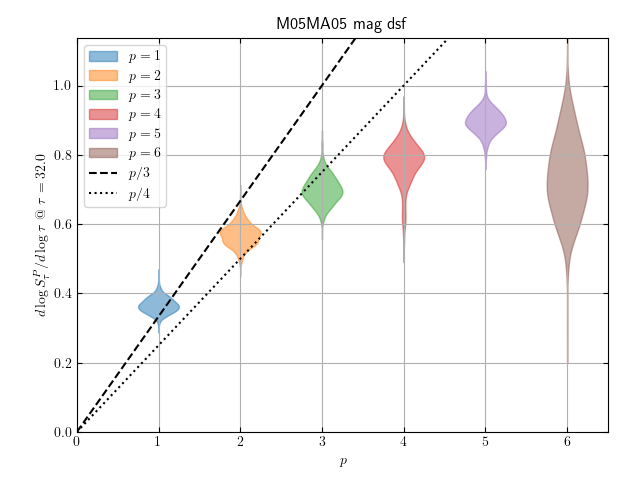 M05MA05 mag dsf
d log S_τ^P / d log τ @ τ = 32.0
1.0
0.8
0.6
0.4
0.2
0.0
p = 1
p = 2
p = 3
p = 4
p = 5
p = 6
p/3
p/4
0 1 2 3 4 5 6
p